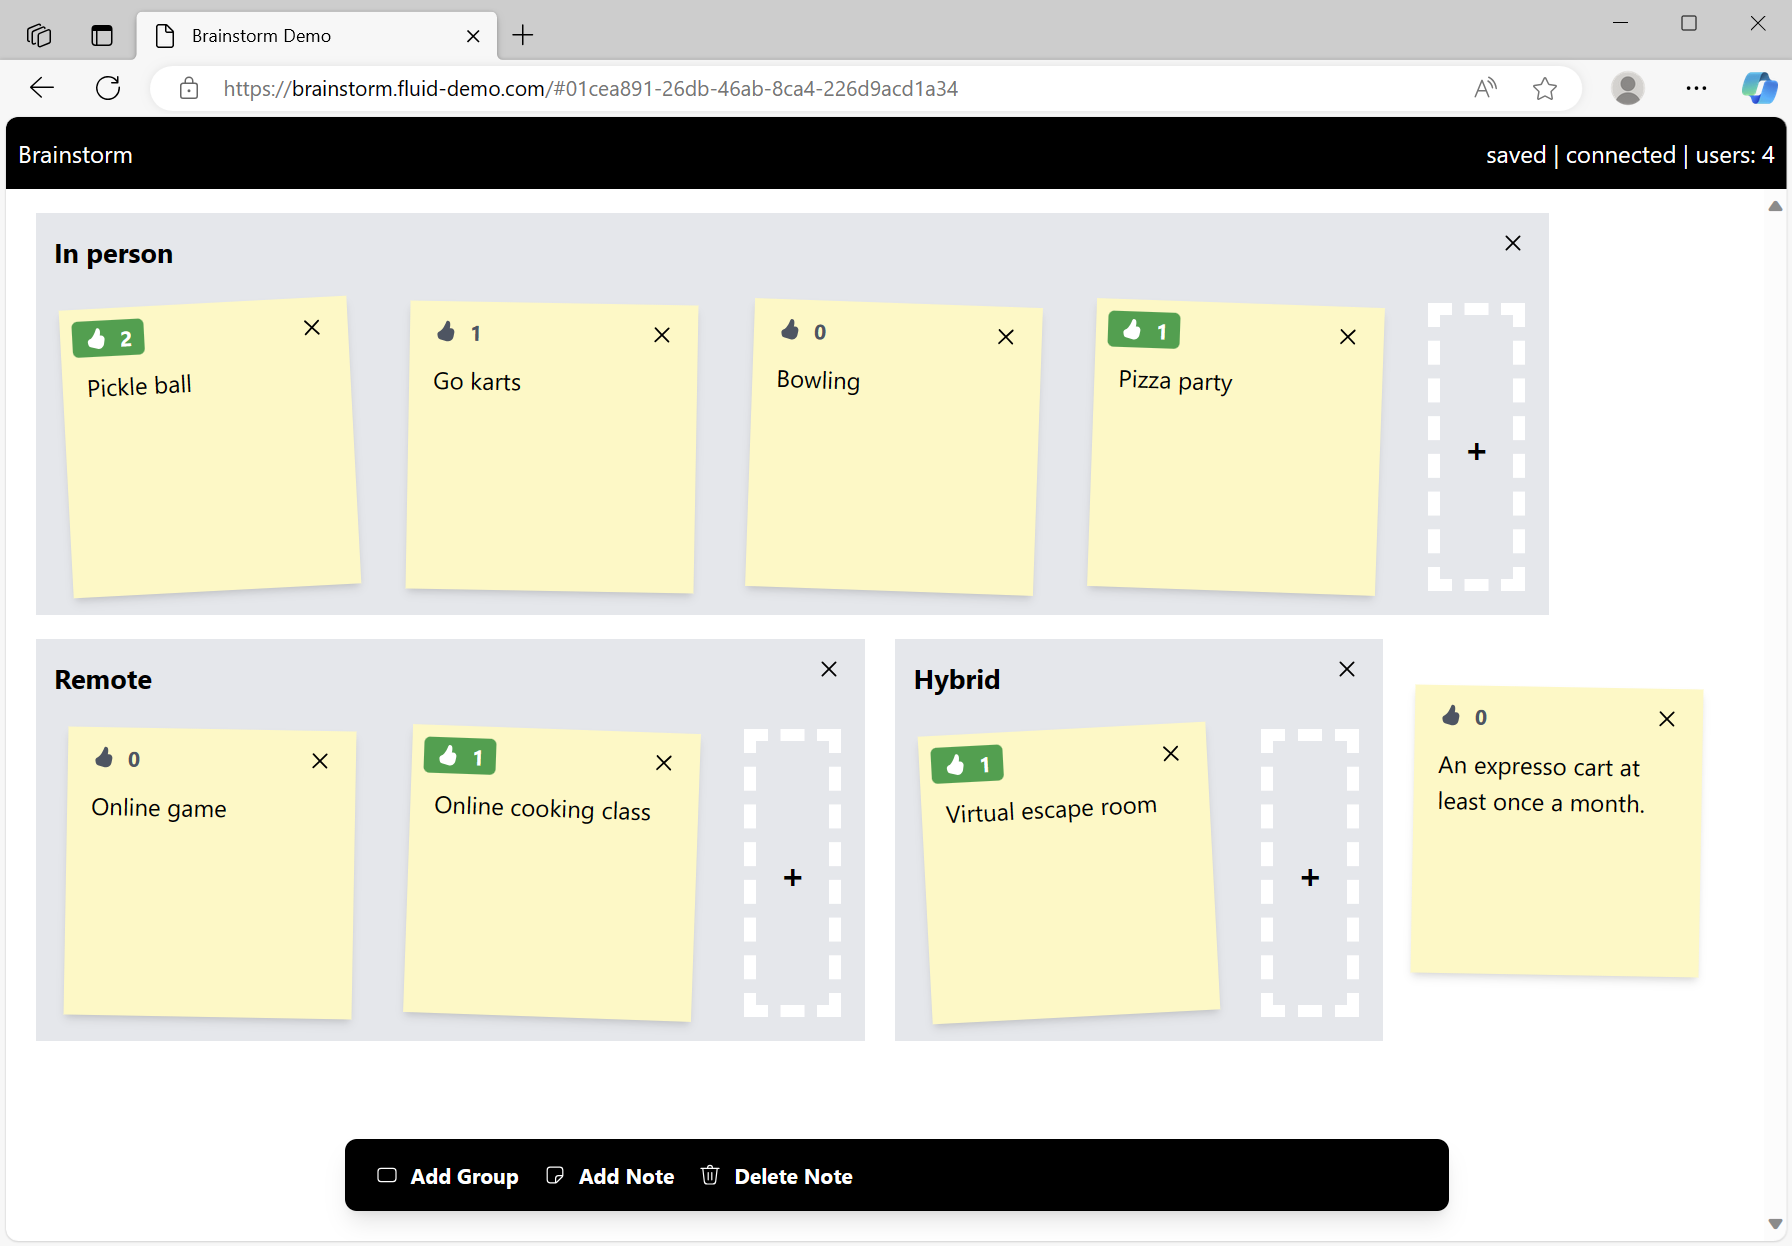 Brainstorm Demo
https://brainstorm.fluid-demo.com/#01cea891-26db-46ab-8ca4-226d9acd1a34
Brainstorm
saved | connected | users: 4
In person
2
Pickle ball
1
Go karts
0
Bowling
1
Pizza party
+
Remote
0
Online game
1
Online cooking class
+
Hybrid
1
Virtual escape room
+
0
An expresso cart at
least once a month.
Add Group
Add Note
Delete Note